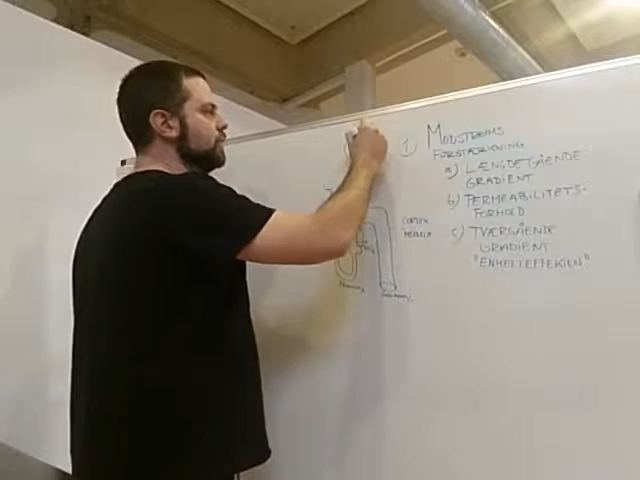 1 MODSTRØMS
FORSTÆRKNING
a) LÆNGDEGÅENDE
GRADIENT
b) PERMEABILITETS-
FORHOLD
c) TVÆRGÅENDE
GRADIENT
"ENKELTEFFEKTEN"
CORTEX
MEDULLA